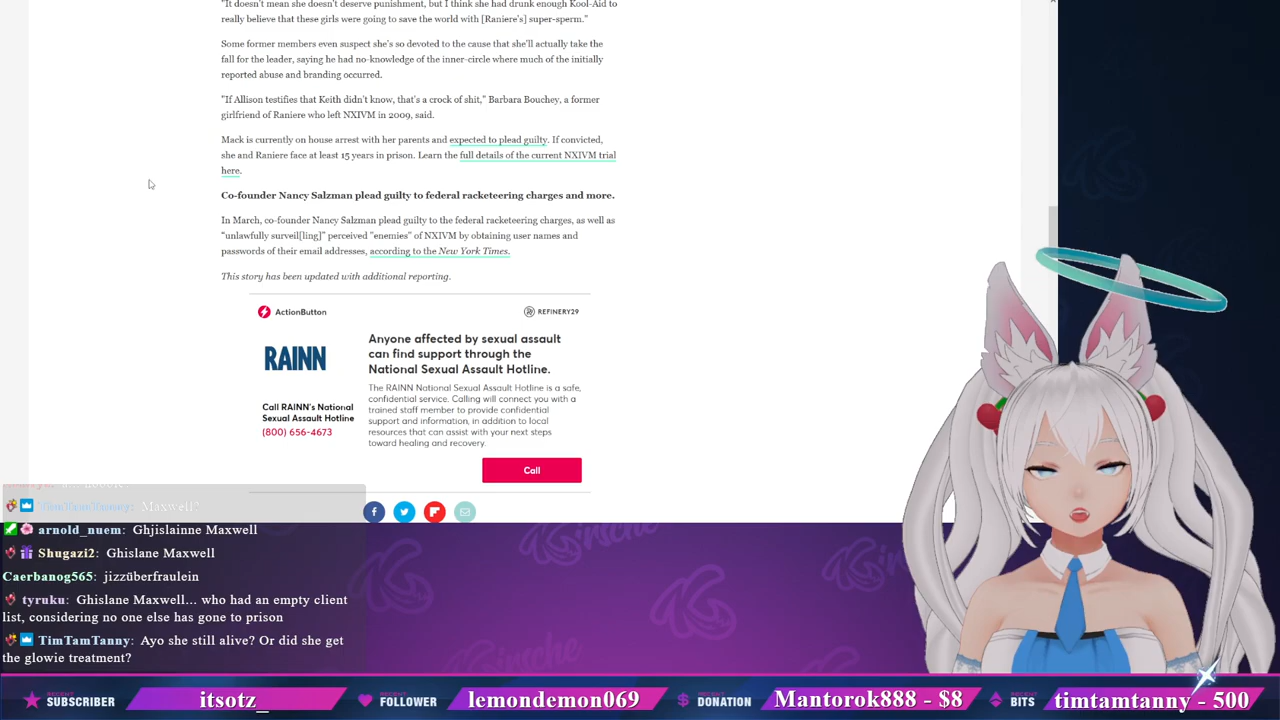 "It doesn't mean she doesn't deserve punishment, but I think she had drunk enough Kool-Aid to
really believe that these girls were going to save the world with [Raniere's] super-sperm."
Some former members even suspect she's so devoted to the cause that she'll actually take the
fall for the leader, saying he had no-knowledge of the inner-circle where much of the initially
reported abuse and branding occurred.
"If Allison testifies that Keith didn't know, that's a crock of shit," Barbara Bouchey, a former
girlfriend of Raniere who left NXIVM in 2009, said.
Mack is currently on house arrest with her parents and expected to plead guilty. If convicted,
she and Raniere face at least 15 years in prison. Learn the full details of the current NXIVM trial
here.
Co-founder Nancy Salzman plead guilty to federal racketeering charges and more.
In March, co-founder Nancy Salzman plead guilty to the federal racketeering charges, as well as
“unlawfully surveil[ling]” perceived “enemies” of NXIVM by obtaining user names and
passwords of their email addresses, according to the New York Times.
This story has been updated with additional reporting.
ActionButton
REFINERY29
RAINN
Call RAINN's National
Sexual Assault Hotline
(800) 656-4673
Anyone affected by sexual assault
can find support through the
National Sexual Assault Hotline.
The RAINN National Sexual Assault Hotline is a safe,
confidential service. Calling will connect you with a
trained staff member to provide confidential
support and information, in addition to local
resources that can assist with your next steps
toward healing and recovery.
Call
TimTamTanny: Maxwell?
arnold_nuem: Ghjislainne Maxwell
Shugazi2: Ghislane Maxwell
Caerbanog565: jizzüberfraulein
tyruku: Ghislane Maxwell... who had an empty client
list, considering no one else has gone to prison
TimTamTanny: Ayo she still alive? Or did she get
the glowie treatment?
RECENT SUBSCRIBER
itsotz_
RECENT FOLLOWER
lemondemon069
RECENT DONATION
Mantorok888 - $8
RECENT BITS
timtamtanny - 500